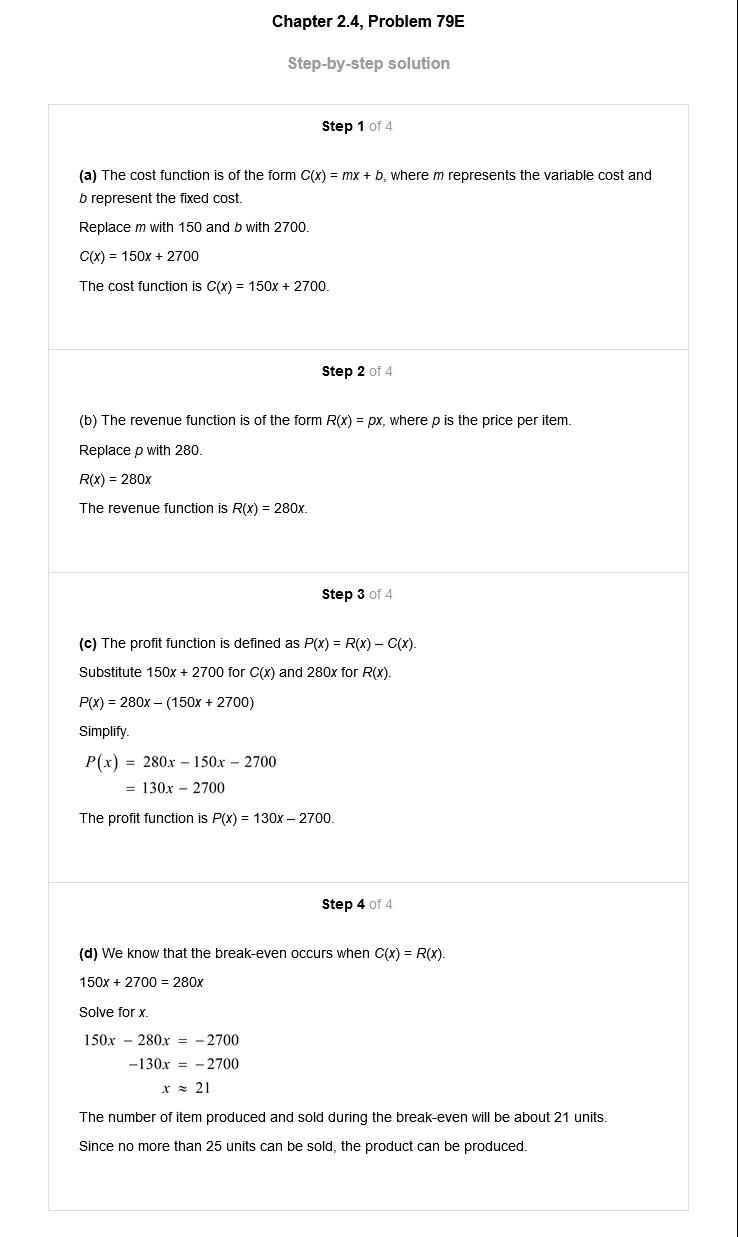 Chapter 2.4, Problem 79E
Step-by-step solution
Step 1 of 4
(a) The cost function is of the form C(x) = mx + b, where m represents the variable cost and
b represent the fixed cost.
Replace m with 150 and b with 2700.
C(x) = 150x + 2700
The cost function is C(x) = 150x + 2700.
Step 2 of 4
(b) The revenue function is of the form R(x) = px, where p is the price per item.
Replace p with 280.
R(x) = 280x
The revenue function is R(x) = 280x.
Step 3 of 4
(c) The profit function is defined as P(x) = R(x) – C(x).
Substitute 150x + 2700 for C(x) and 280x for R(x).
P(x) = 280x – (150x + 2700)
Simplify.
P(x) = 280x – 150x – 2700
= 130x – 2700
The profit function is P(x) = 130x – 2700.
Step 4 of 4
(d) We know that the break-even occurs when C(x) = R(x).
150x + 2700 = 280x
Solve for x.
150x – 280x = –2700
–130x = –2700
x ≈ 21
The number of item produced and sold during the break-even will be about 21 units.
Since no more than 25 units can be sold, the product can be produced.